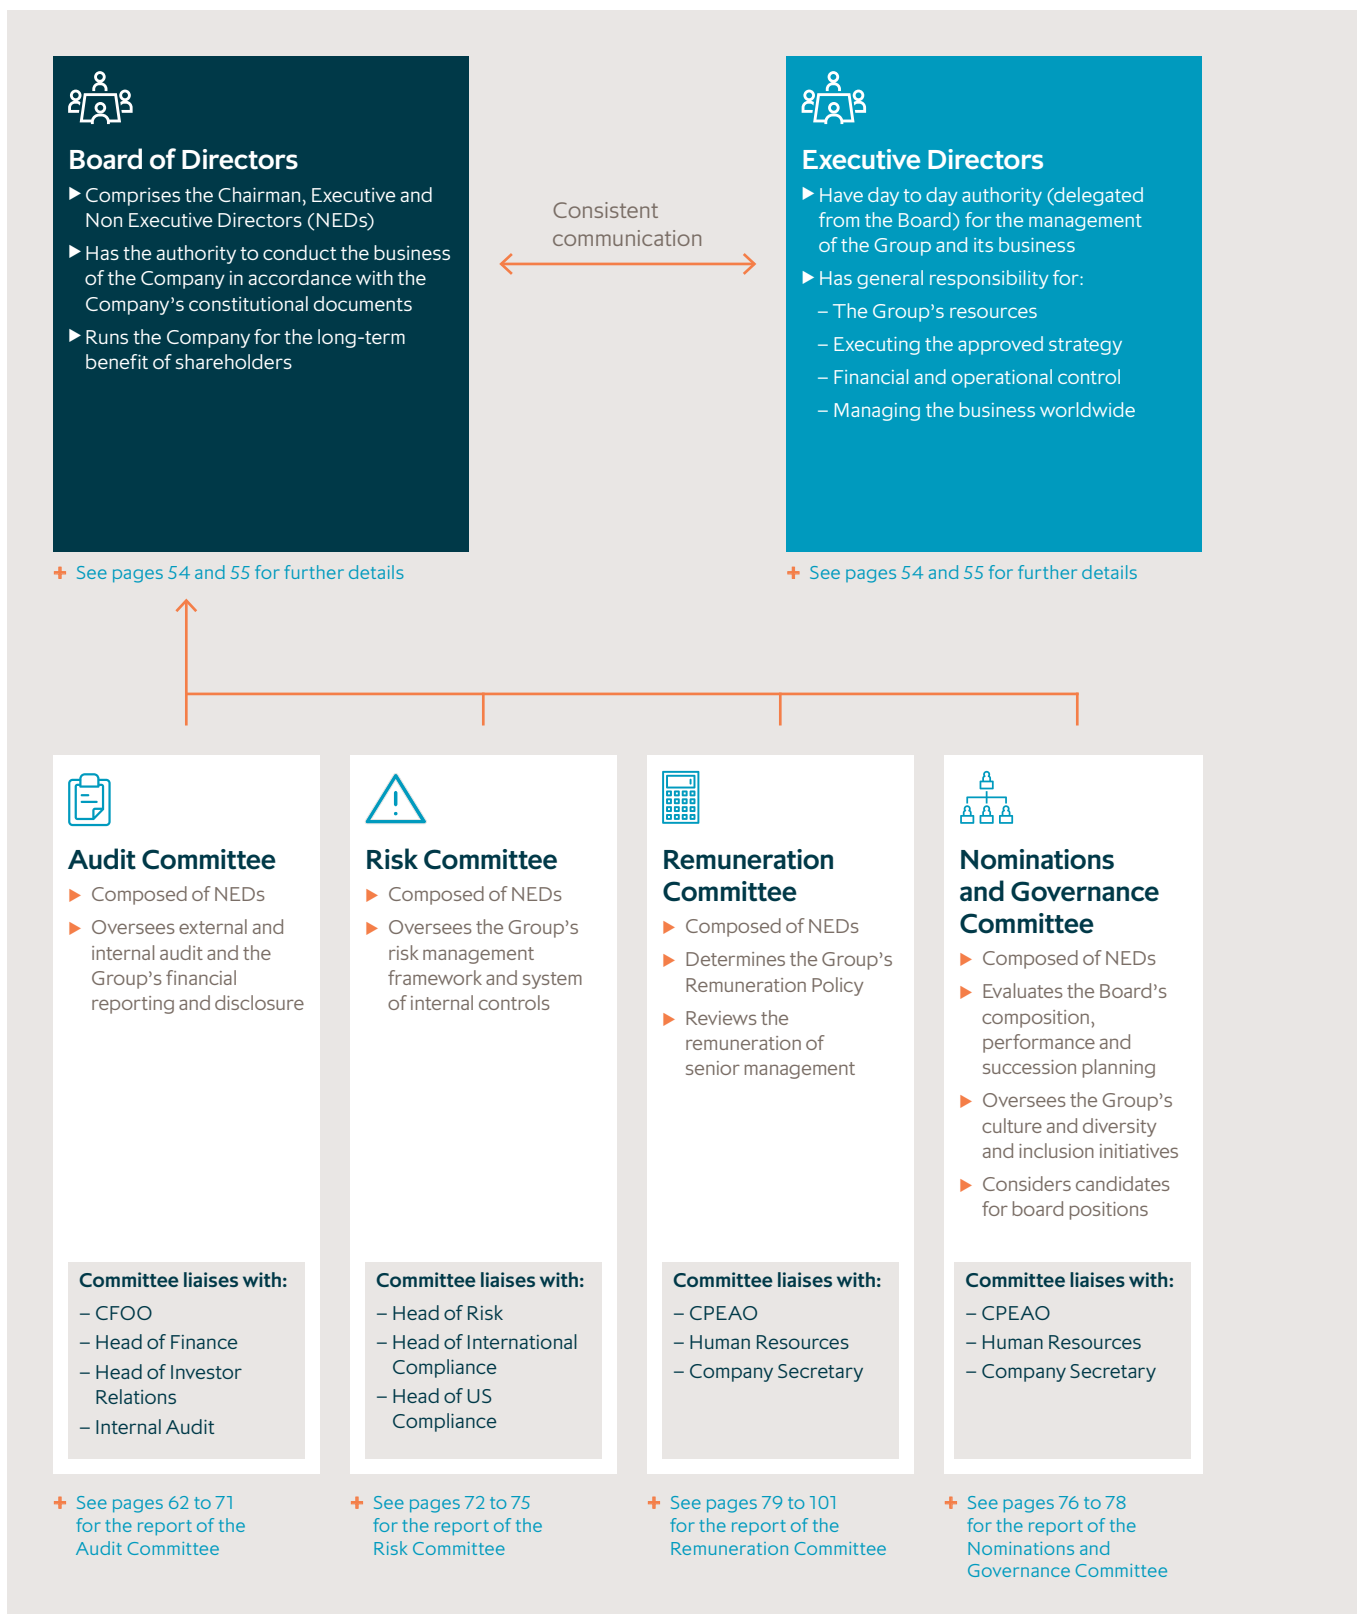 Board of Directors
Comprises the Chairman, Executive and
Non Executive Directors (NEDs)
Has the authority to conduct the business
of the Company in accordance with the
Company’s constitutional documents
Runs the Company for the long-term
benefit of shareholders
+ See pages 54 and 55 for further details
Consistent
communication
Executive Directors
Have day to day authority (delegated
from the Board) for the management
of the Group and its business
Has general responsibility for:
– The Group’s resources
– Executing the approved strategy
– Financial and operational control
– Managing the business worldwide
+ See pages 54 and 55 for further details
Audit Committee
Composed of NEDs
Oversees external and
internal audit and the
Group’s financial
reporting and disclosure
Committee liaises with:
– CFOO
– Head of Finance
– Head of Investor
Relations
– Internal Audit
+ See pages 62 to 71
for the report of the
Audit Committee
Risk Committee
Composed of NEDs
Oversees the Group’s
risk management
framework and system
of internal controls
Committee liaises with:
– Head of Risk
– Head of International
Compliance
– Head of US
Compliance
+ See pages 72 to 75
for the report of the
Risk Committee
Remuneration
Committee
Composed of NEDs
Determines the Group’s
Remuneration Policy
Reviews the
remuneration of
senior management
Committee liaises with:
– CPEAO
– Human Resources
– Company Secretary
+ See pages 79 to 101
for the report of the
Remuneration Committee
Nominations
and Governance
Committee
Composed of NEDs
Evaluates the Board’s
composition,
performance and
succession planning
Oversees the Group’s
culture and diversity
and inclusion initiatives
Considers candidates
for board positions
Committee liaises with:
– CPEAO
– Human Resources
– Company Secretary
+ See pages 76 to 78
for the report of the
Nominations and
Governance Committee